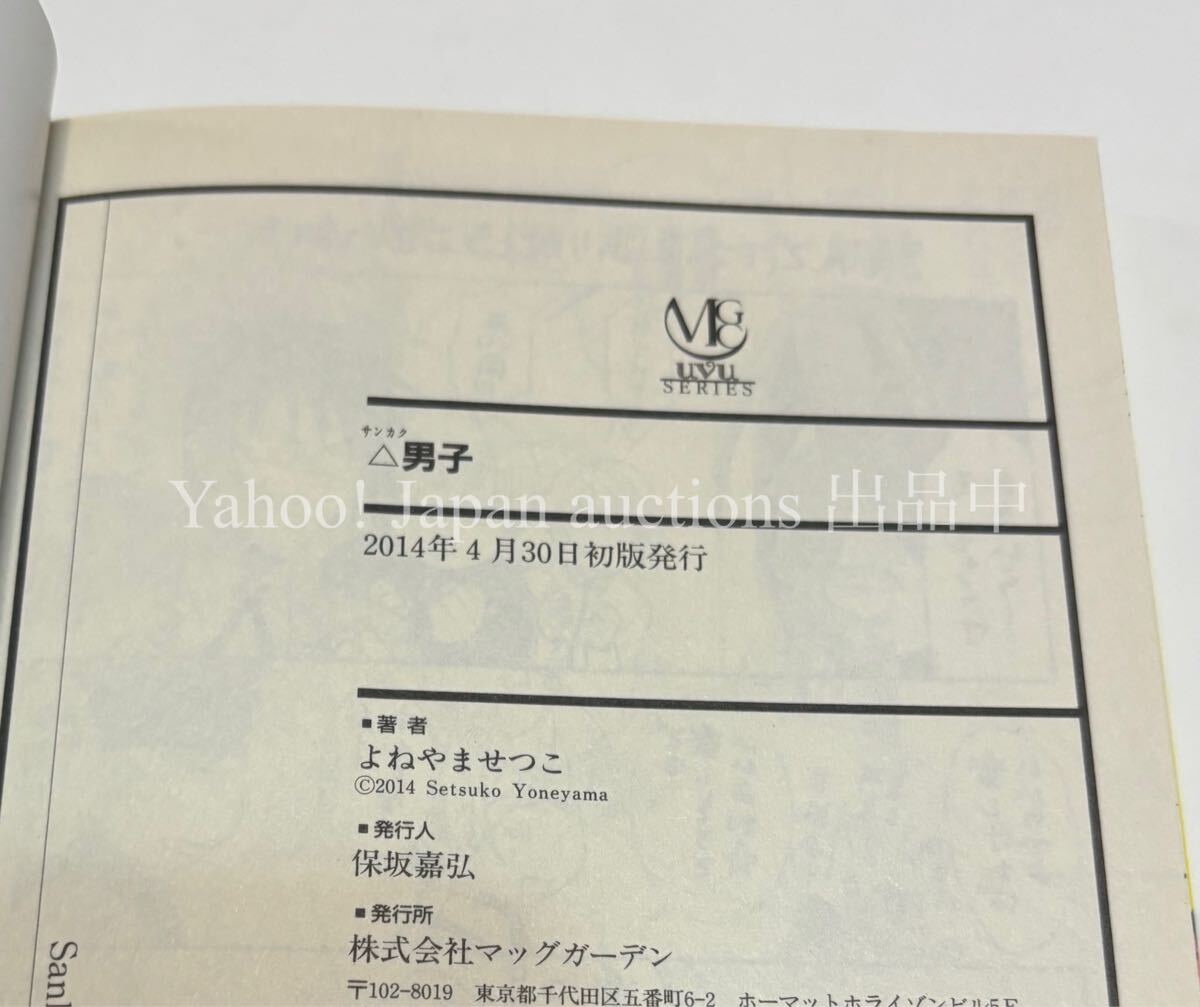 MGC
uvu
SERIES
サンカク
△男子
Yahoo! Japan auctions 出品中
2014年4月30日初版発行
■著 者
よねやませつこ
©2014 Setsuko Yoneyama
■発行人
保坂嘉弘
■発行所
株式会社マッグガーデン
〒102-8019 東京都千代田区五番町6-2 ホーマットホライゾンビル5F